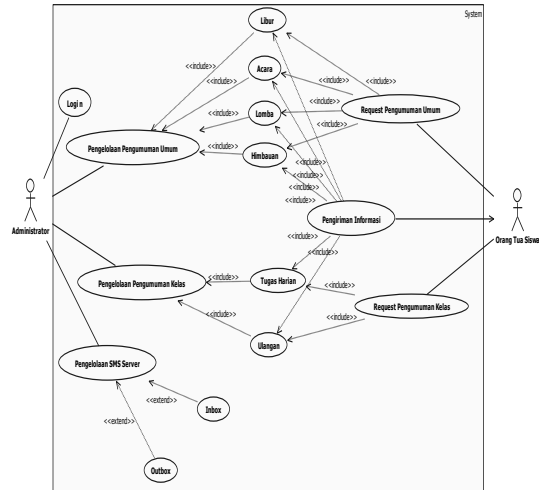 System
Libur
<<include>>
Acara
<<include>>
<<include>>
<<include>>
Login
Lomba
<<include>>
<<include>>
Request Pengumuman Umum
Pengelolaan Pengumuman Umum
<<include>>
Himbauan
<<include>>
<<include>>
<<include>>
<<include>>
<<include>>
Administrator
Pengiriman Informasi
Orang Tua Siswa
<<include>>
<<include>>
Pengelolaan Pengumuman Kelas
<<include>>
Tugas Harian
<<include>>
Request Pengumuman Kelas
<<include>>
<<include>>
Ulangan
Pengelolaan SMS Server
<<extend>>
Inbox
<<extend>>
Outbox